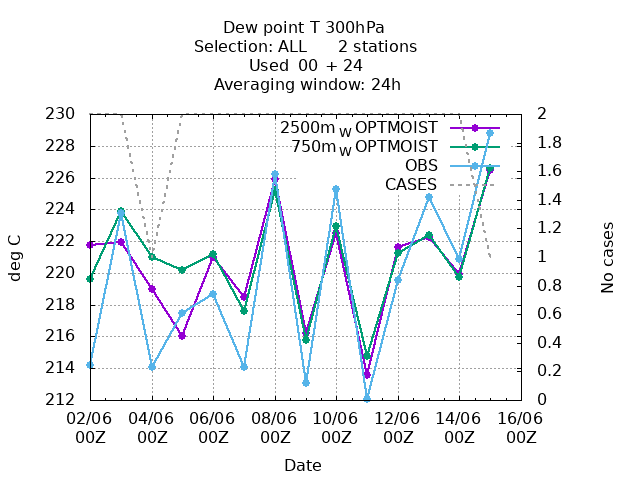 Dew point T 300hPa
Selection: ALL      2 stations
Used  00  + 24
Averaging window: 24h
230
228
226
224
222
220
218
216
214
212
deg C
2500m_W OPTMOIST
750m_W OPTMOIST
OBS
CASES
2
1.8
1.6
1.4
1.2
1
0.8
0.6
0.4
0.2
0
No cases
02/06 04/06 06/06 08/06 10/06 12/06 14/06 16/06
00Z 00Z 00Z 00Z 00Z 00Z 00Z 00Z
Date